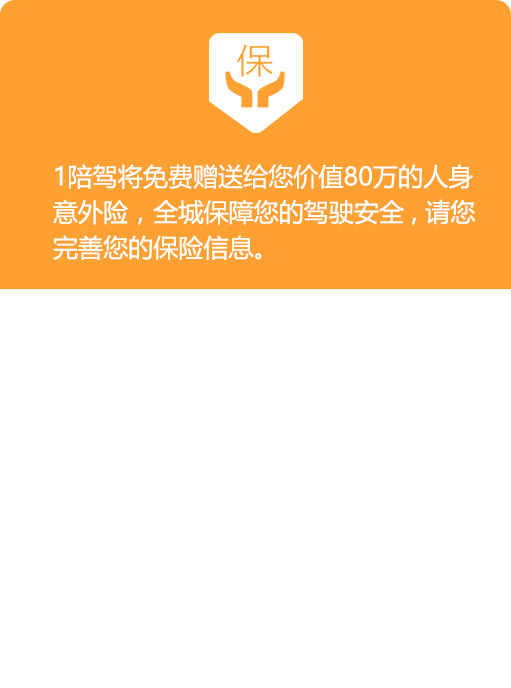 保
1陪驾将免费赠送给您价值80万的人身
意外险，全城保障您的驾驶安全，请您
完善您的保险信息。